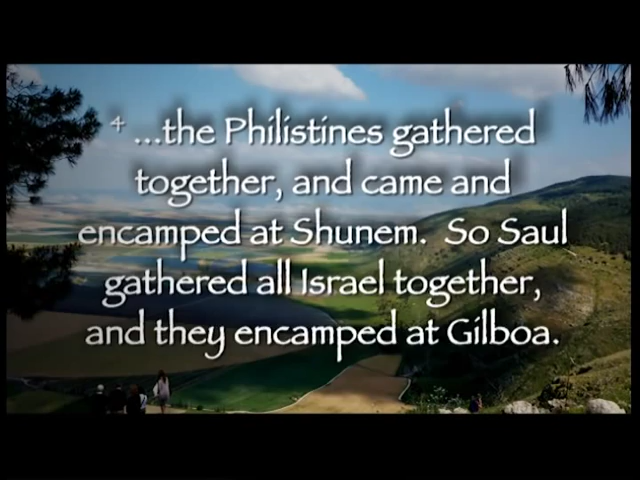 4 ...the Philistines gathered
together, and came and
encamped at Shunem.  So Saul
gathered all Israel together,
and they encamped at Gilboa.